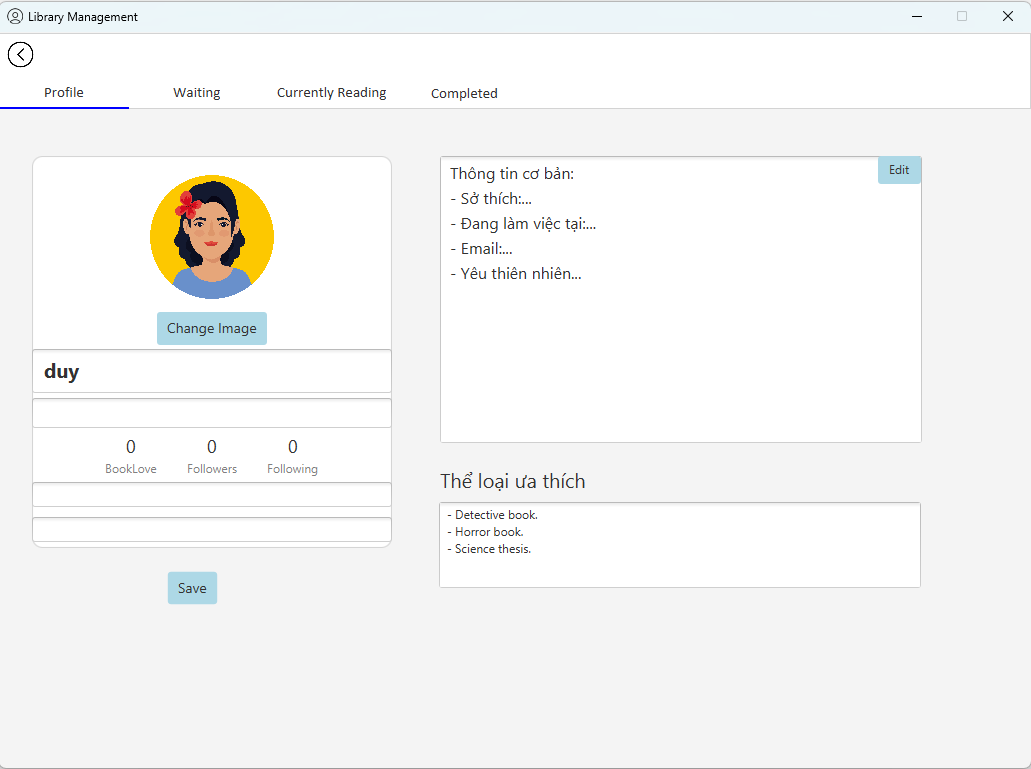 Library Management
Profile
Waiting
Currently Reading
Completed
Change Image
duy
0
0
0
BookLove
Followers
Following
Save
Edit
Thông tin cơ bản:
- Sở thích:...
- Đang làm việc tại:...
- Email:...
- Yêu thiên nhiên...
Thể loại ưa thích
- Detective book.
- Horror book.
- Science thesis.